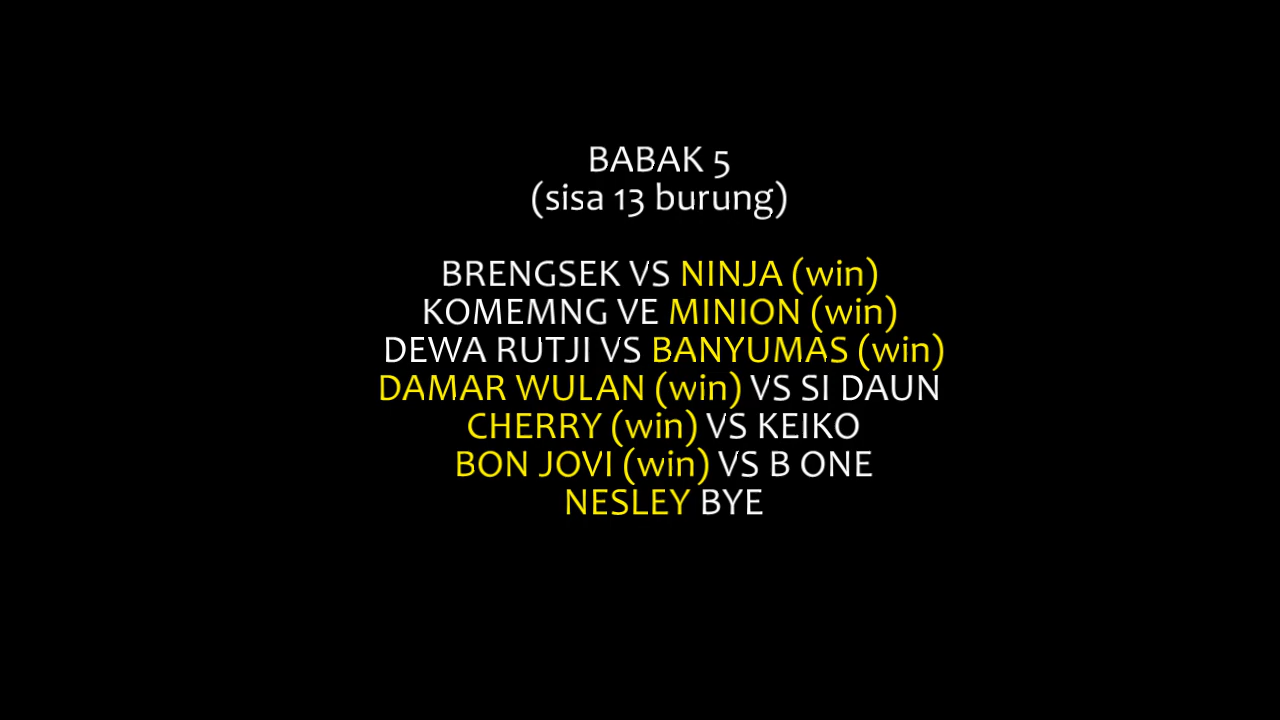 BABAK 5
(sisa 13 burung)
BRENGSEK VS NINJA (win)
KOMEMNG VE MINION (win)
DEWA RUTJI VS BANYUMAS (win)
DAMAR WULAN (win) VS SI DAUN
CHERRY (win) VS KEIKO
BON JOVI (win) VS B ONE
NESLEY BYE